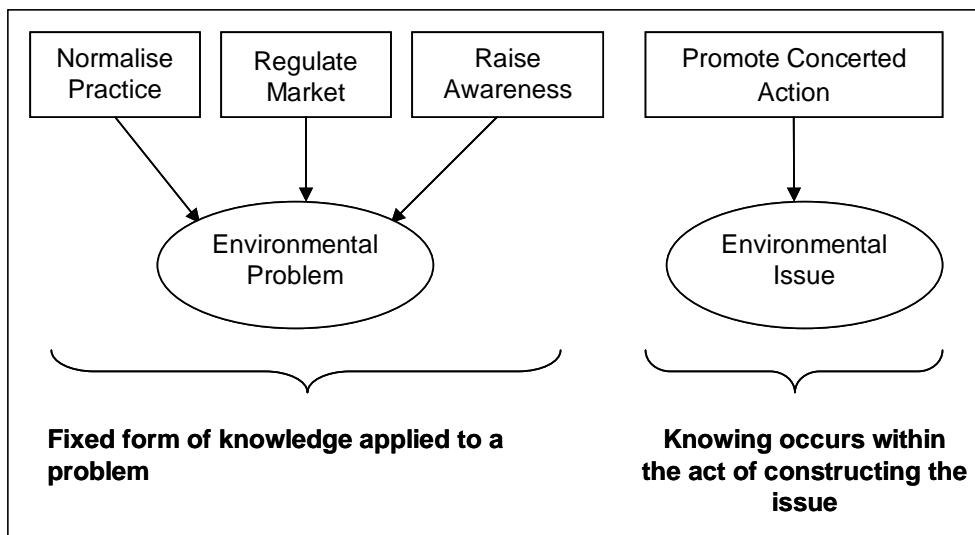 Normalise
Practice
Regulate
Market
Raise
Awareness
Promote Concerted
Action
Environmental
Problem
Environmental
Issue
Fixed form of knowledge applied to a
problem
Knowing occurs within
the act of constructing the
issue